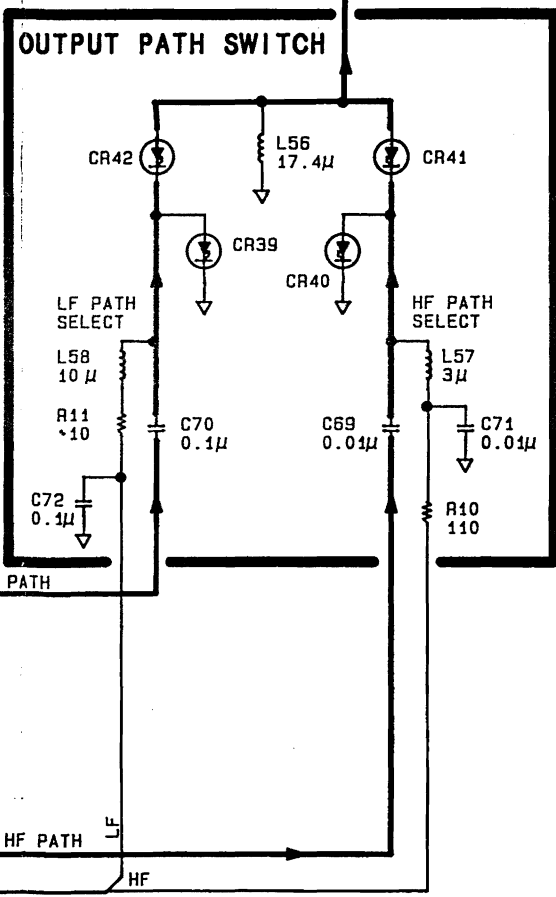 OUTPUT PATH SWITCH
CR42
L56
17.4µ
CR41
CR39
CR40
LF PATH
SELECT
HF PATH
SELECT
L58
10 µ
L57
3µ
R11
*10
C70
0.1µ
C69
0.01µ
C71
0.01µ
C72
0.1µ
R10
110
PATH
LF
HF PATH
HF